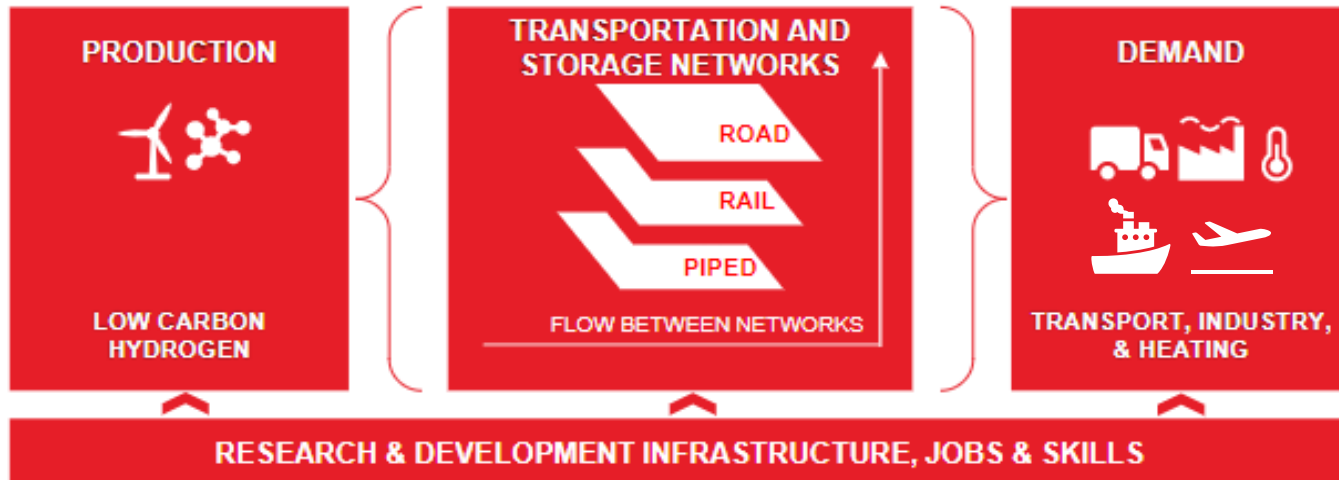 PRODUCTION
LOW CARBON
HYDROGEN
TRANSPORTATION AND
STORAGE NETWORKS
ROAD
RAIL
PIPED
FLOW BETWEEN NETWORKS
DEMAND
TRANSPORT, INDUSTRY,
& HEATING
RESEARCH & DEVELOPMENT INFRASTRUCTURE, JOBS & SKILLS